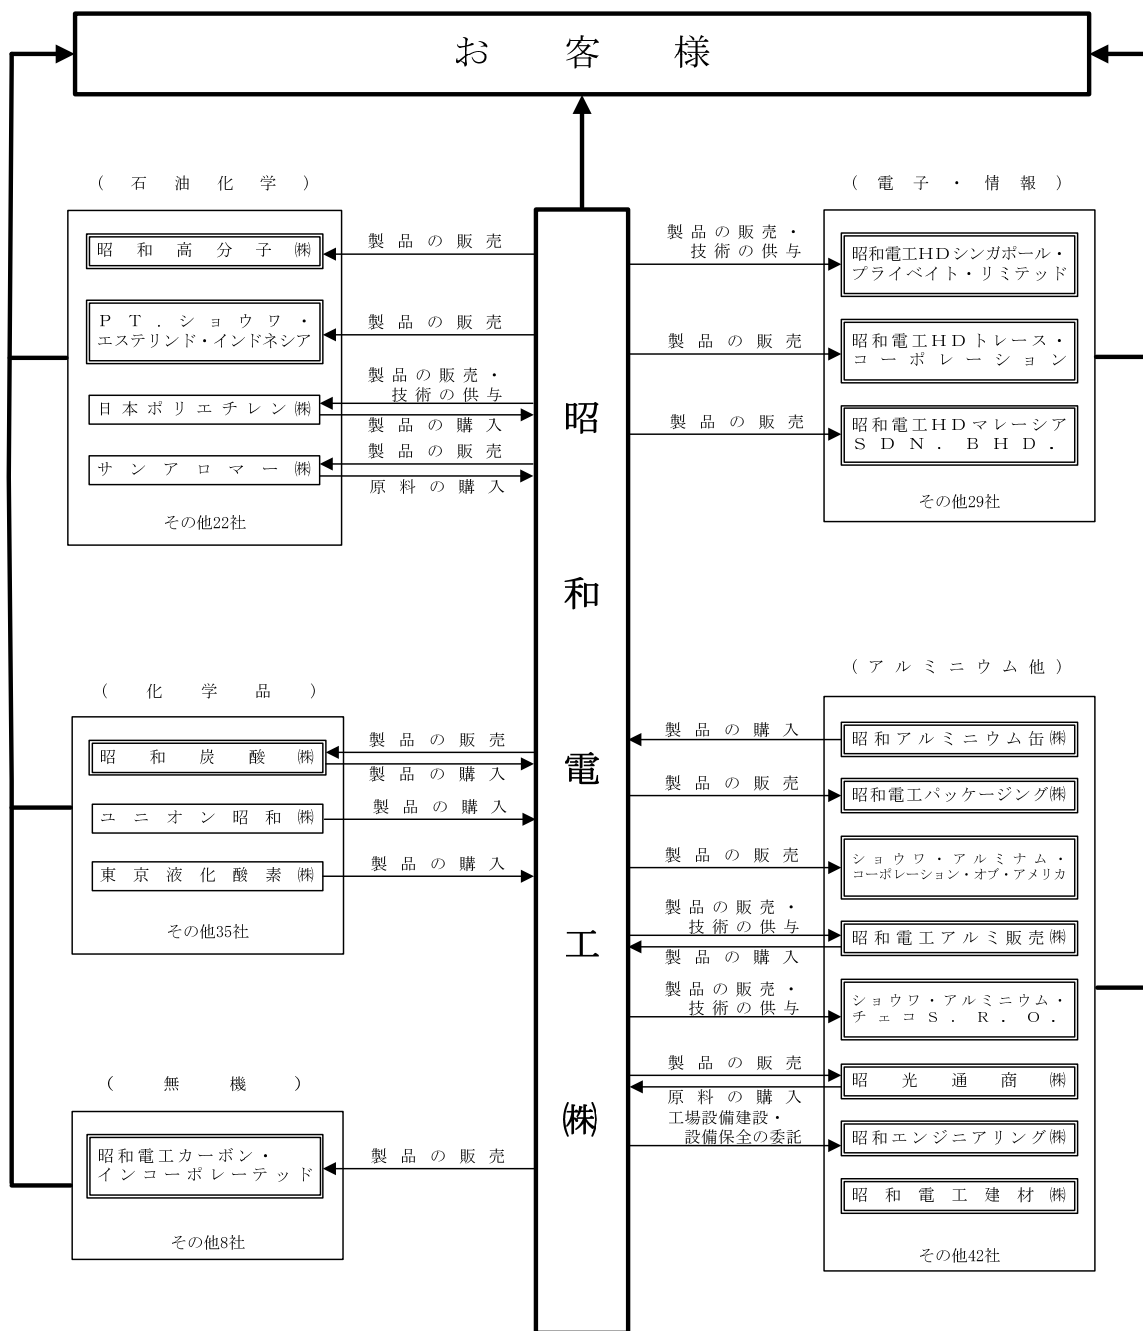 お客様
(石油化学)
昭和高分子㈱
製品の販売
PT.ショウワ・
エステリンド・インドネシア
製品の販売
日本ポリエチレン㈱
製品の販売・
技術の供与
製品の購入
サンアロマー㈱
製品の販売
原料の購入
その他22社
(化学品)
昭和炭酸㈱
製品の販売
製品の購入
ユニオン昭和㈱
製品の購入
東京液化酸素㈱
製品の購入
その他35社
(無機)
昭和電工カーボン・
インコーポレーテッド
製品の販売
その他8社
昭和電工㈱
(電子・情報)
製品の販売・
技術の供与
昭和電工HDシンガポール・
プライベイト・リミテッド
製品の販売
昭和電工HDトレース・
コーポレーション
製品の販売
昭和電工HDマレーシア
SDN.BHD.
その他29社
(アルミニウム他)
製品の購入
昭和アルミニウム缶㈱
製品の販売
昭和電工パッケージング㈱
製品の販売
ショウワ・アルミナム・
コーポレーション・オブ・アメリカ
製品の販売・
技術の供与
製品の購入
昭和電工アルミ販売㈱
製品の販売・
技術の供与
ショウワ・アルミニウム・
チェコS.R.O.
製品の販売
原料の購入
昭光通商㈱
工場設備建設・
設備保全の委託
昭和エンジニアリング㈱
昭和電工建材㈱
その他42社